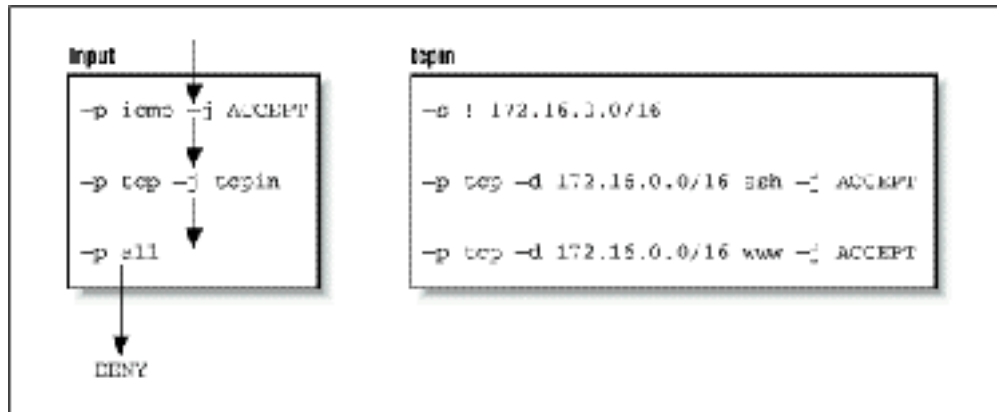 input
-p icmp -j ACCEPT
-p tcp -j tcpin
-p all
DENY
tcpin
-s ! 172.16.0.0/16
-p tcp -d 172.16.0.0/16 ssh -j ACCEPT
-p tcp -d 172.16.0.0/16 www -j ACCEPT